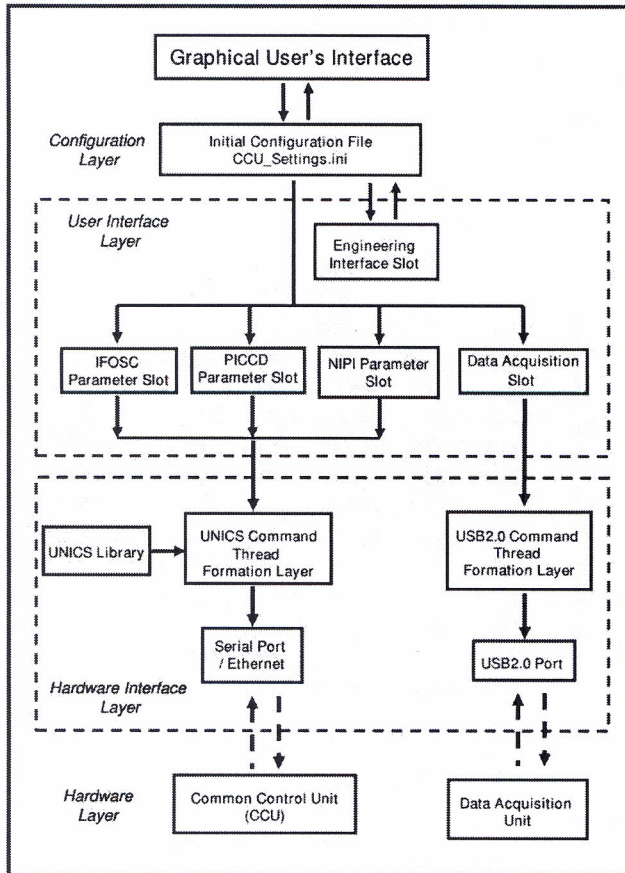 Graphical User's Interface
Configuration
Layer
Initial Configuration File
CCU_Settings.ini
User Interface
Layer
Engineering
Interface Slot
IFOSC
Parameter Slot
PICCD
Parameter Slot
NIPI Parameter
Slot
Data Acquisition
Slot
UNICS Library
UNICS Command
Thread
Formation Layer
USB2.0 Command
Thread
Formation Layer
Serial Port
/ Ethernet
USB2.0 Port
Hardware Interface
Layer
Hardware
Layer
Common Control Unit
(CCU)
Data Acquisition
Unit